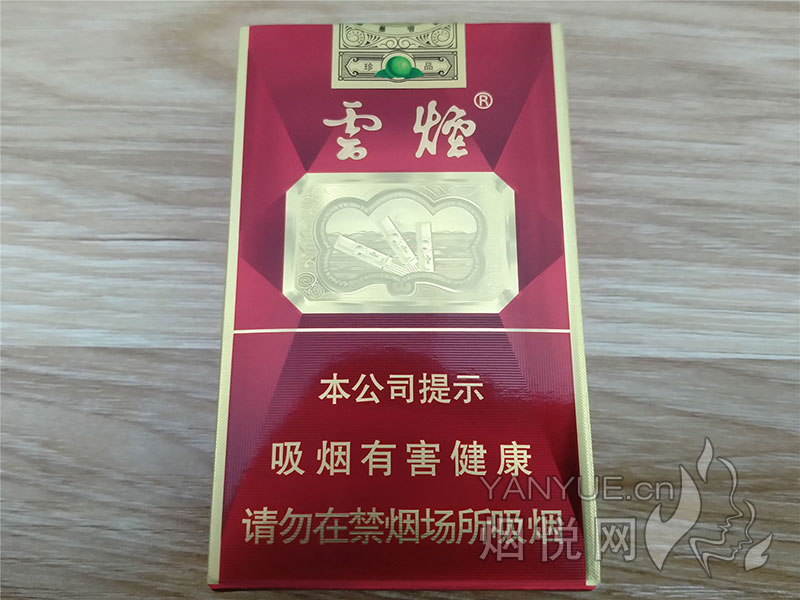 珍 品
雲煙®
本公司提示
吸烟有害健康
请勿在禁烟场所吸烟
YANYUE.cn
烟悦网